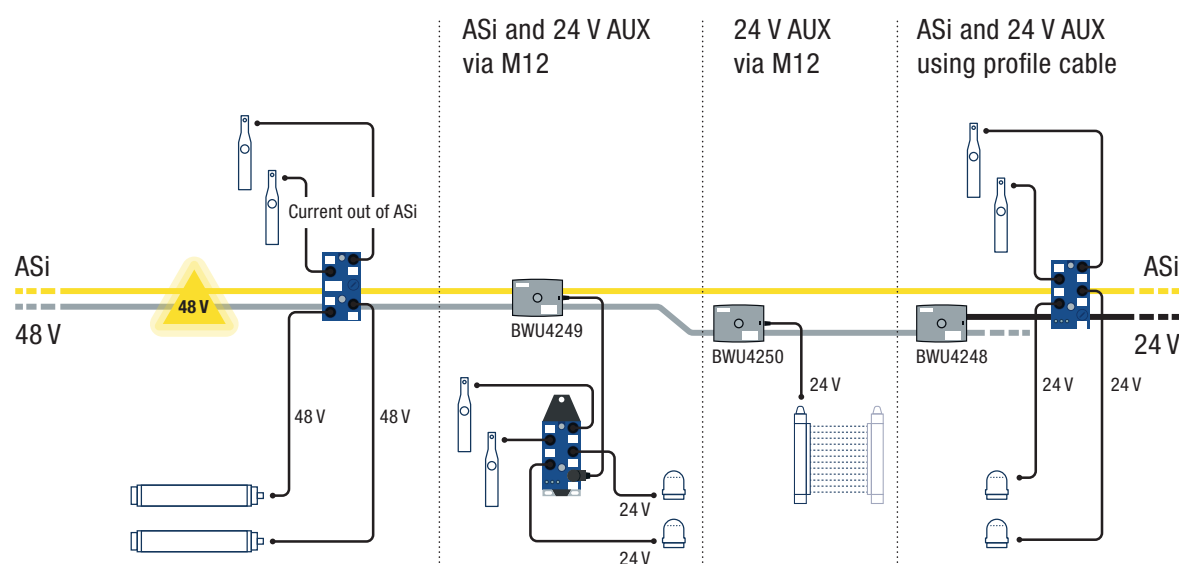 ASi and 24 V AUX
via M12
24 V AUX
via M12
ASi and 24 V AUX
using profile cable
Current out of ASi
ASi
48 V
48 V
BWU4249
BWU4250
BWU4248
ASi
24 V
48 V
48 V
24 V
24 V
24 V
24 V
24 V